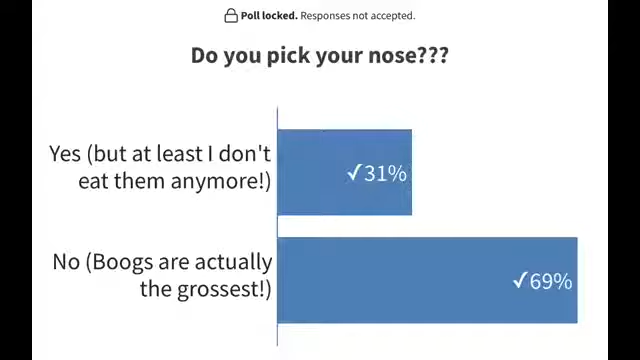 Poll locked. Responses not accepted.
Do you pick your nose???
Yes (but at least I don't
eat them anymore!)
✓31%
No (Boogs are actually
the grossest!)
✓69%